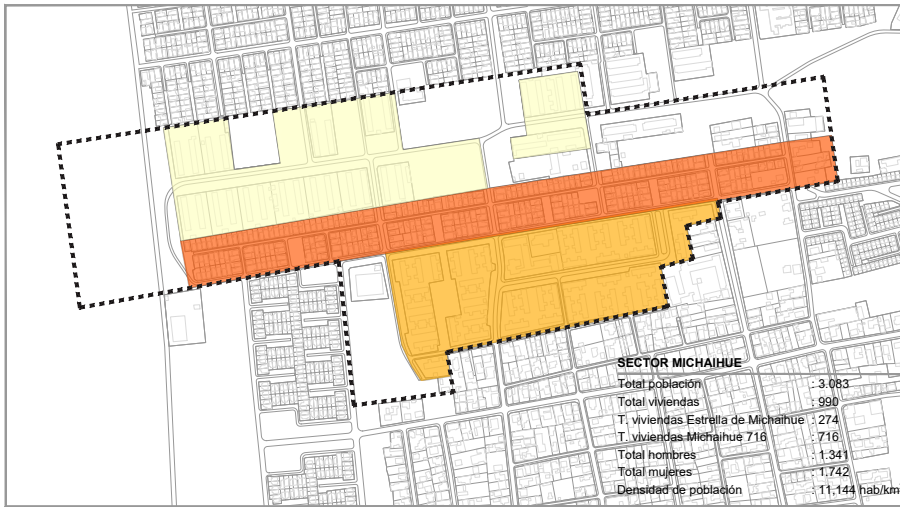 SECTOR MICHAIHUE
Total población : 3.083
Total viviendas : 990
T. viviendas Estrella de Michaihue : 274
T. viviendas Michaihue 716 : 716
Total hombres : 1.341
Total mujeres : 1.742
Densidad de población : 11,144 hab/km